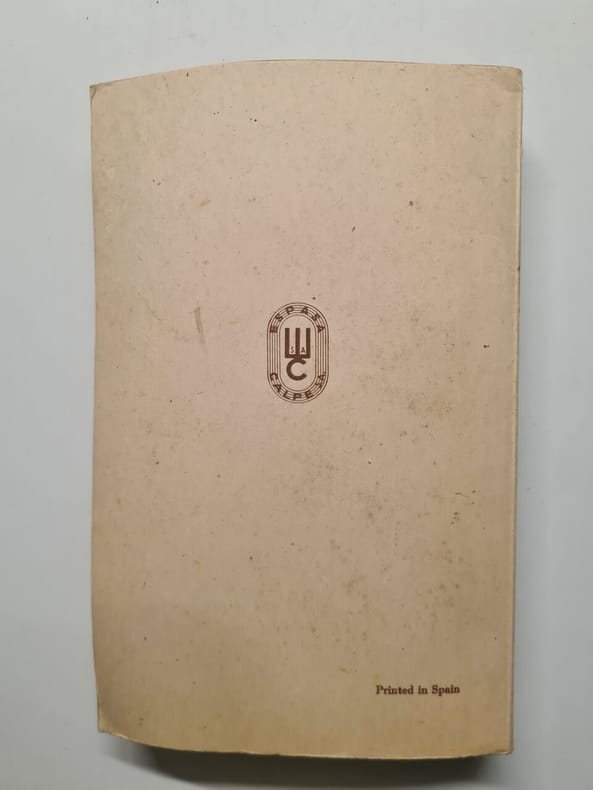 ESPASA
S A
C
CALPE S.A.
Printed in Spain